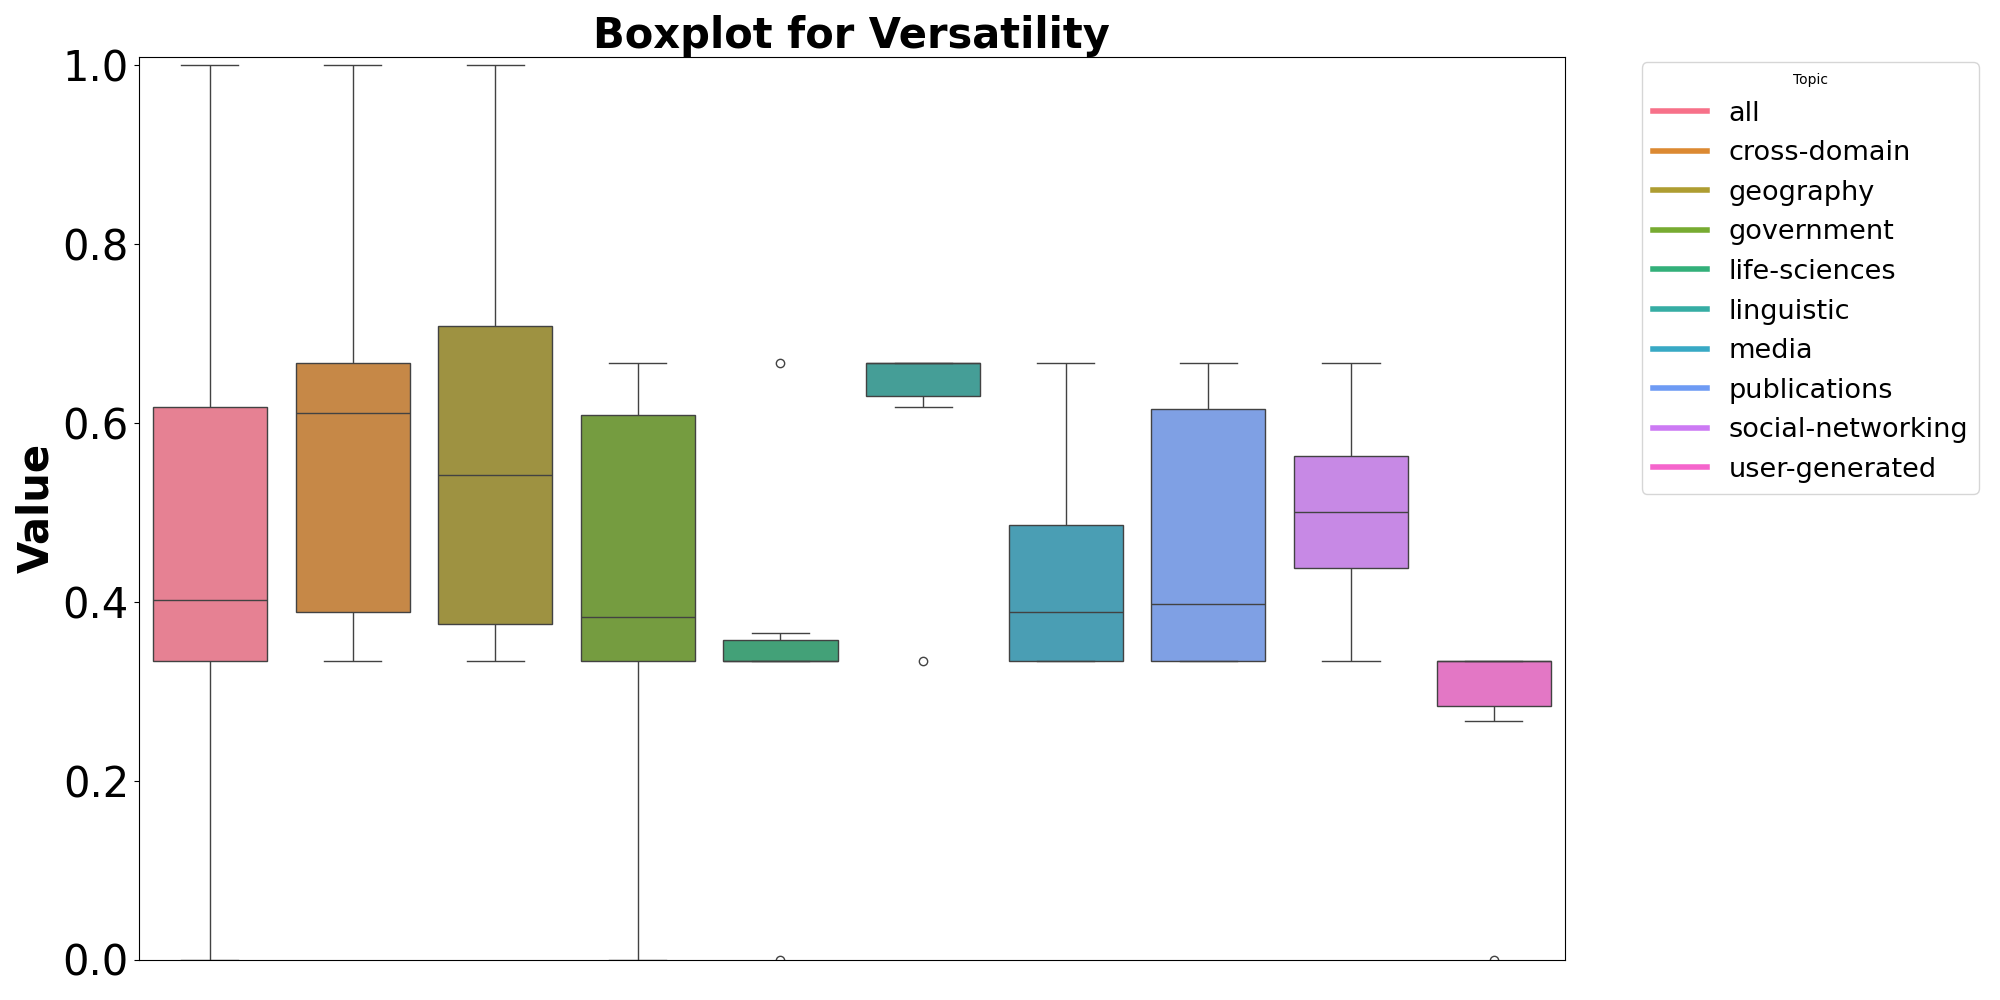 Boxplot for Versatility
Value
1.0
0.8
0.6
0.4
0.2
0.0
Topic
all
cross-domain
geography
government
life-sciences
linguistic
media
publications
social-networking
user-generated